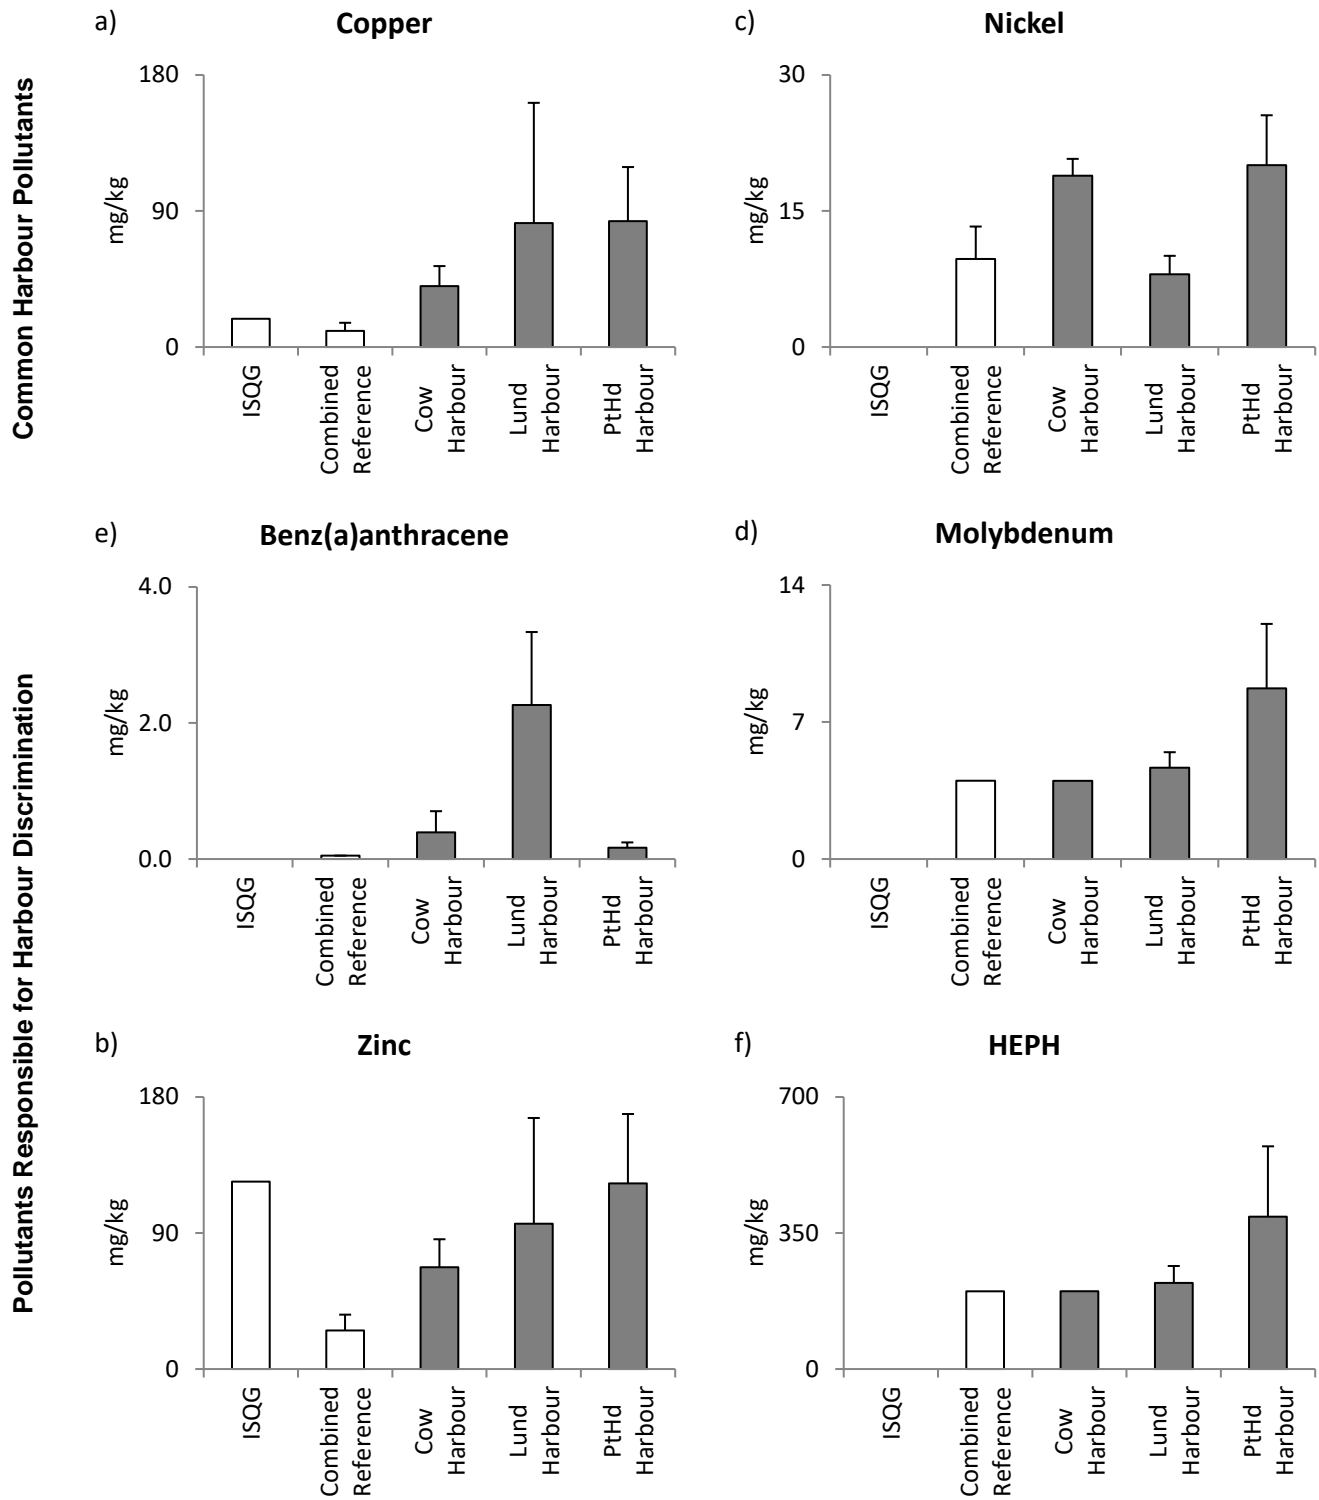 Common Harbour Pollutants
a)
Copper
180
90
0
mg/kg
ISQG
Combined
Reference
Cow
Harbour
Lund
Harbour
PtHd
Harbour
c)
Nickel
30
15
0
mg/kg
ISQG
Combined
Reference
Cow
Harbour
Lund
Harbour
PtHd
Harbour
Pollutants Responsible for Harbour Discrimination
e)
Benz(a)anthracene
4.0
2.0
0.0
mg/kg
ISQG
Combined
Reference
Cow
Harbour
Lund
Harbour
PtHd
Harbour
d)
Molybdenum
14
7
0
mg/kg
ISQG
Combined
Reference
Cow
Harbour
Lund
Harbour
PtHd
Harbour
b)
Zinc
180
90
0
mg/kg
ISQG
Combined
Reference
Cow
Harbour
Lund
Harbour
PtHd
Harbour
f)
HEPH
700
350
0
mg/kg
ISQG
Combined
Reference
Cow
Harbour
Lund
Harbour
PtHd
Harbour